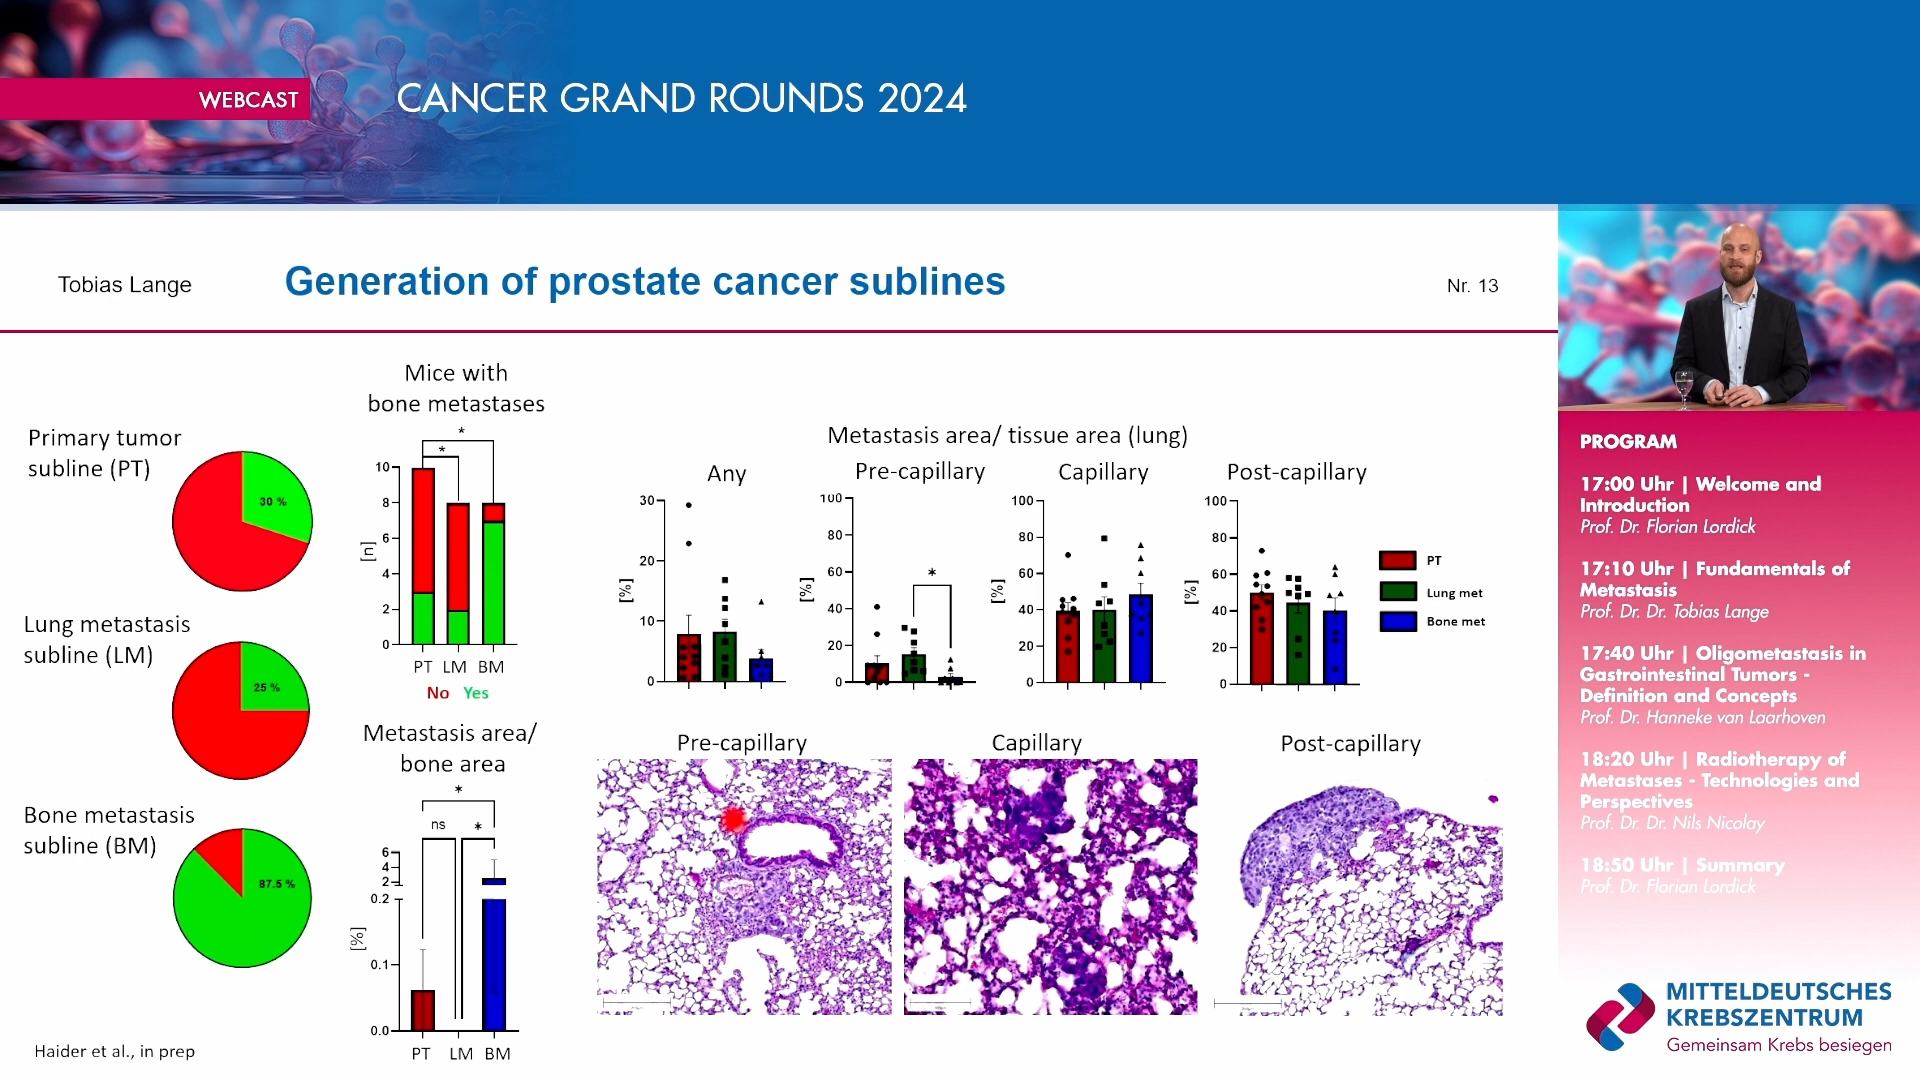 WEBCAST
CANCER GRAND ROUNDS 2024
Tobias Lange
Generation of prostate cancer sublines
Nr. 13
Primary tumor
subline (PT)
30 %
Lung metastasis
subline (LM)
25 %
Bone metastasis
subline (BM)
87.5 %
Haider et al., in prep
Mice with
bone metastases
*
*
10
8
6
4
2
0
[n]
PT LM BM
No Yes
Metastasis area/
bone area
*
ns *
6
4
2
0.2
0.1
0.0
[%]
PT LM BM
Metastasis area/ tissue area (lung)
Any
30
20
10
0
[%]
Pre-capillary
100
80
60
40
20
0
[%]
*
Capillary
100
80
60
40
20
0
[%]
Post-capillary
100
80
60
40
20
0
[%]
PT
Lung met
Bone met
Pre-capillary
Capillary
Post-capillary
PROGRAM
17:00 Uhr | Welcome and
Introduction
Prof. Dr. Florian Lordick
17:10 Uhr | Fundamentals of
Metastasis
Prof. Dr. Dr. Tobias Lange
17:40 Uhr | Oligometastasis in
Gastrointestinal Tumors -
Definition and Concepts
Prof. Dr. Hanneke van Laarhoven
18:20 Uhr | Radiotherapy of
Metastases - Technologies and
Perspectives
Prof. Dr. Dr. Nils Nicolay
18:50 Uhr | Summary
Prof. Dr. Florian Lordick
MITTELDEUTSCHES
KREBSZENTRUM
Gemeinsam Krebs besiegen